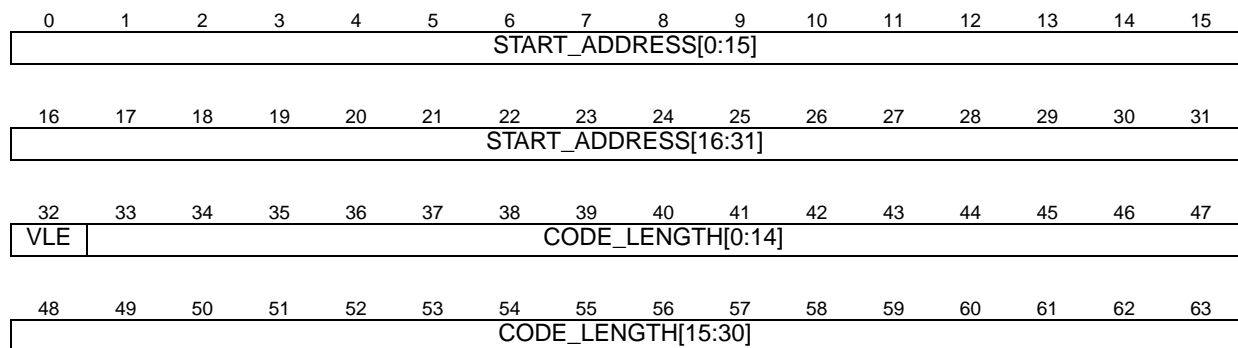 0 1 2 3 4 5 6 7 8 9 10 11 12 13 14 15
START_ADDRESS[0:15]
16 17 18 19 20 21 22 23 24 25 26 27 28 29 30 31
START_ADDRESS[16:31]
32 33 34 35 36 37 38 39 40 41 42 43 44 45 46 47
VLE CODE_LENGTH[0:14]
48 49 50 51 52 53 54 55 56 57 58 59 60 61 62 63
CODE_LENGTH[15:30]